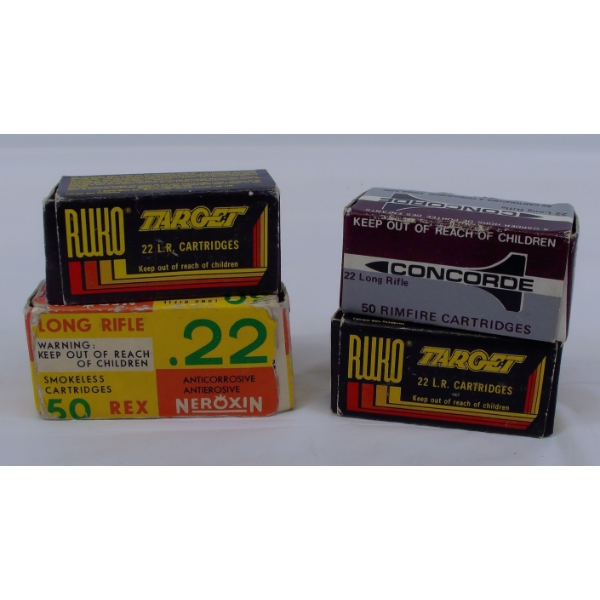 RWKO® TARGET
22 L.R. CARTRIDGES
Keep out of reach of children
LONG RIFLE
.22
WARNING:
KEEP OUT OF REACH
OF CHILDREN
SMOKELESS
CARTRIDGES
ANTICORROSIVE
ANTIEROSIVE
50 REX
NEROXIN
CONCORDE
KEEP OUT OF REACH OF CHILDREN
CONCORDE
22 Long Rifle
50 RIMFIRE CARTRIDGES
RWKO® TARGET
22 L.R. CARTRIDGES
Keep out of reach of children